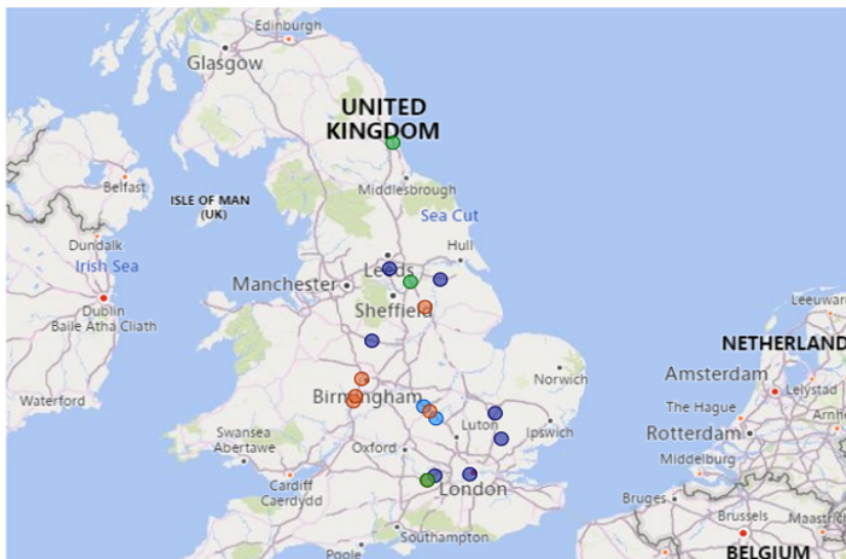 Edinburgh
Glasgow
UNITED
KINGDOM
Belfast
ISLE OF MAN
(UK)
Middlesbrough
Sea Cut
Dundalk
Irish Sea
Leeds
Hull
Manchester
Sheffield
Dublin
Baile Atha Cliath
Leeuwar
NETHERLAND
Norwich
Amsterdam
Lelystad
Birmingham
Waterford
The Hague
Arnh
Luton
Ipswich
Rotterdam
Swansea
Abertawe
Oxford
Middelburg
Cardiff
Caerdydd
London
Bruges
Brussels
Maastric
Southampton
Poole
BELGIUM